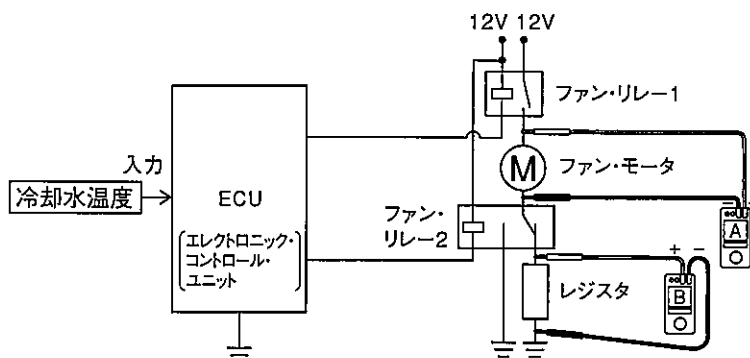 12V 12V
ファン・リレー1
M
ファン・モータ
入力
冷却水温度
ECU
エレクトロニック・
コントロール・
ユニット
ファン・
リレー2
レジスタ
+ −
B
−
A